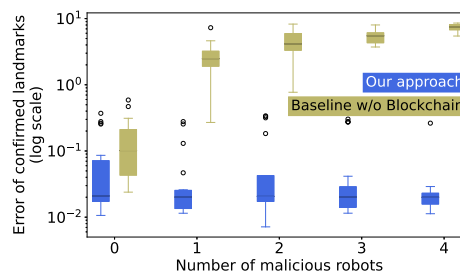 Error of confirmed landmarks
(log scale)
10¹
10⁰
10⁻¹
10⁻²
Our approach
Baseline w/o Blockchain
0 1 2 3 4
Number of malicious robots